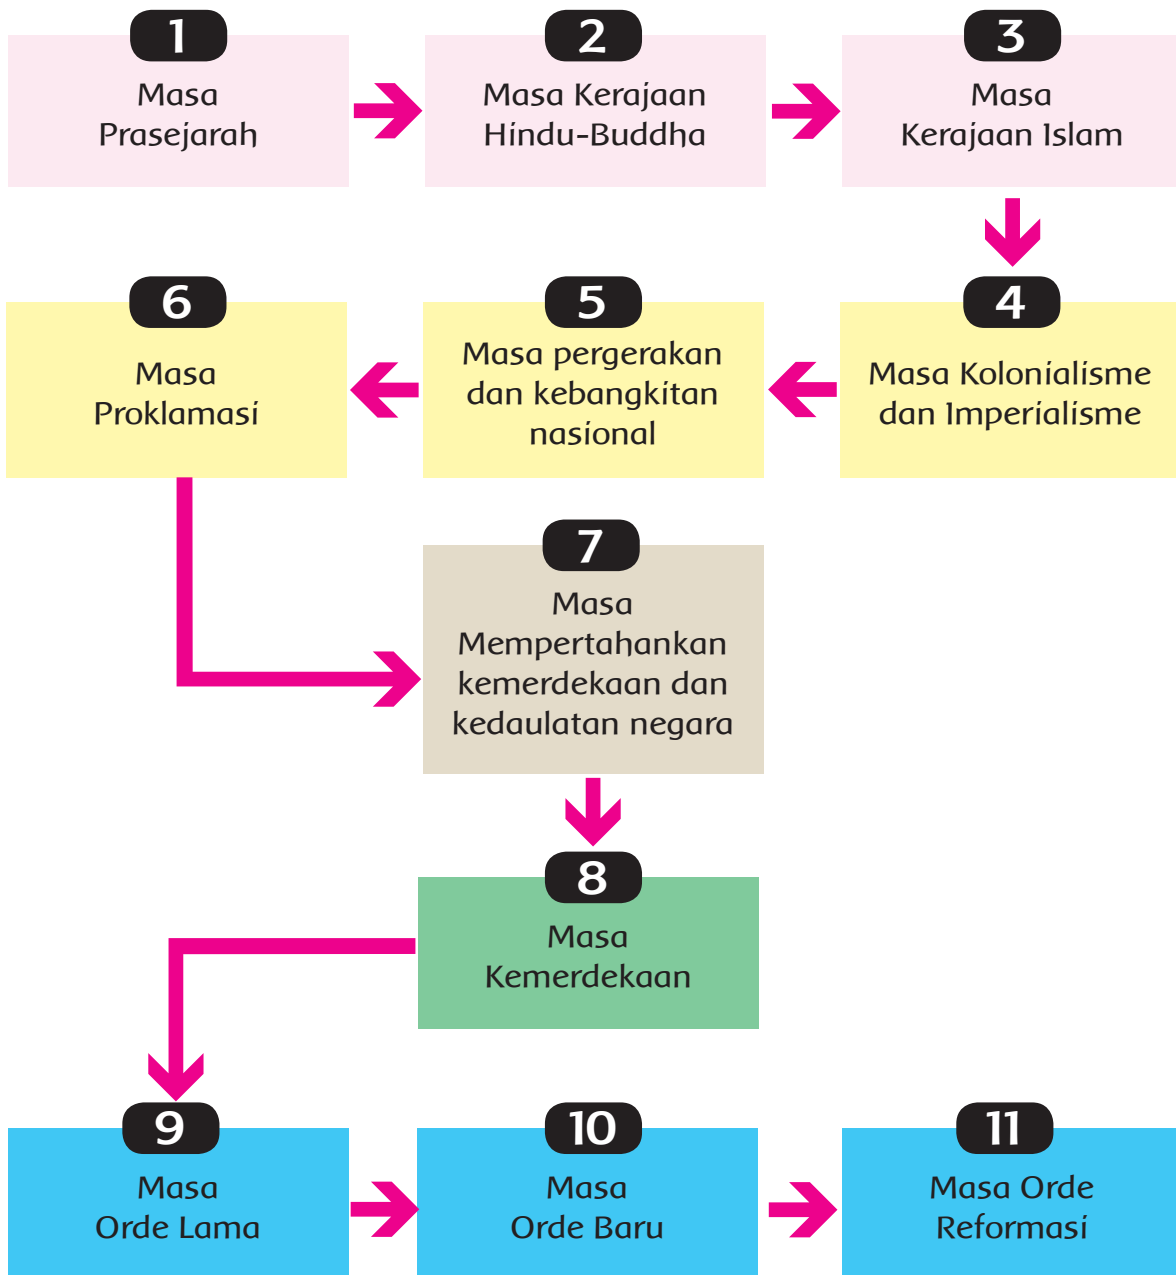 1
Masa
Prasejarah
2
Masa Kerajaan
Hindu-Buddha
3
Masa
Kerajaan Islam
4
Masa Kolonialisme
dan Imperialisme
5
Masa pergerakan
dan kebangkitan
nasional
6
Masa
Proklamasi
7
Masa
Mempertahankan
kemerdekaan dan
kedaulatan negara
8
Masa
Kemerdekaan
9
Masa
Orde Lama
10
Masa
Orde Baru
11
Masa Orde
Reformasi